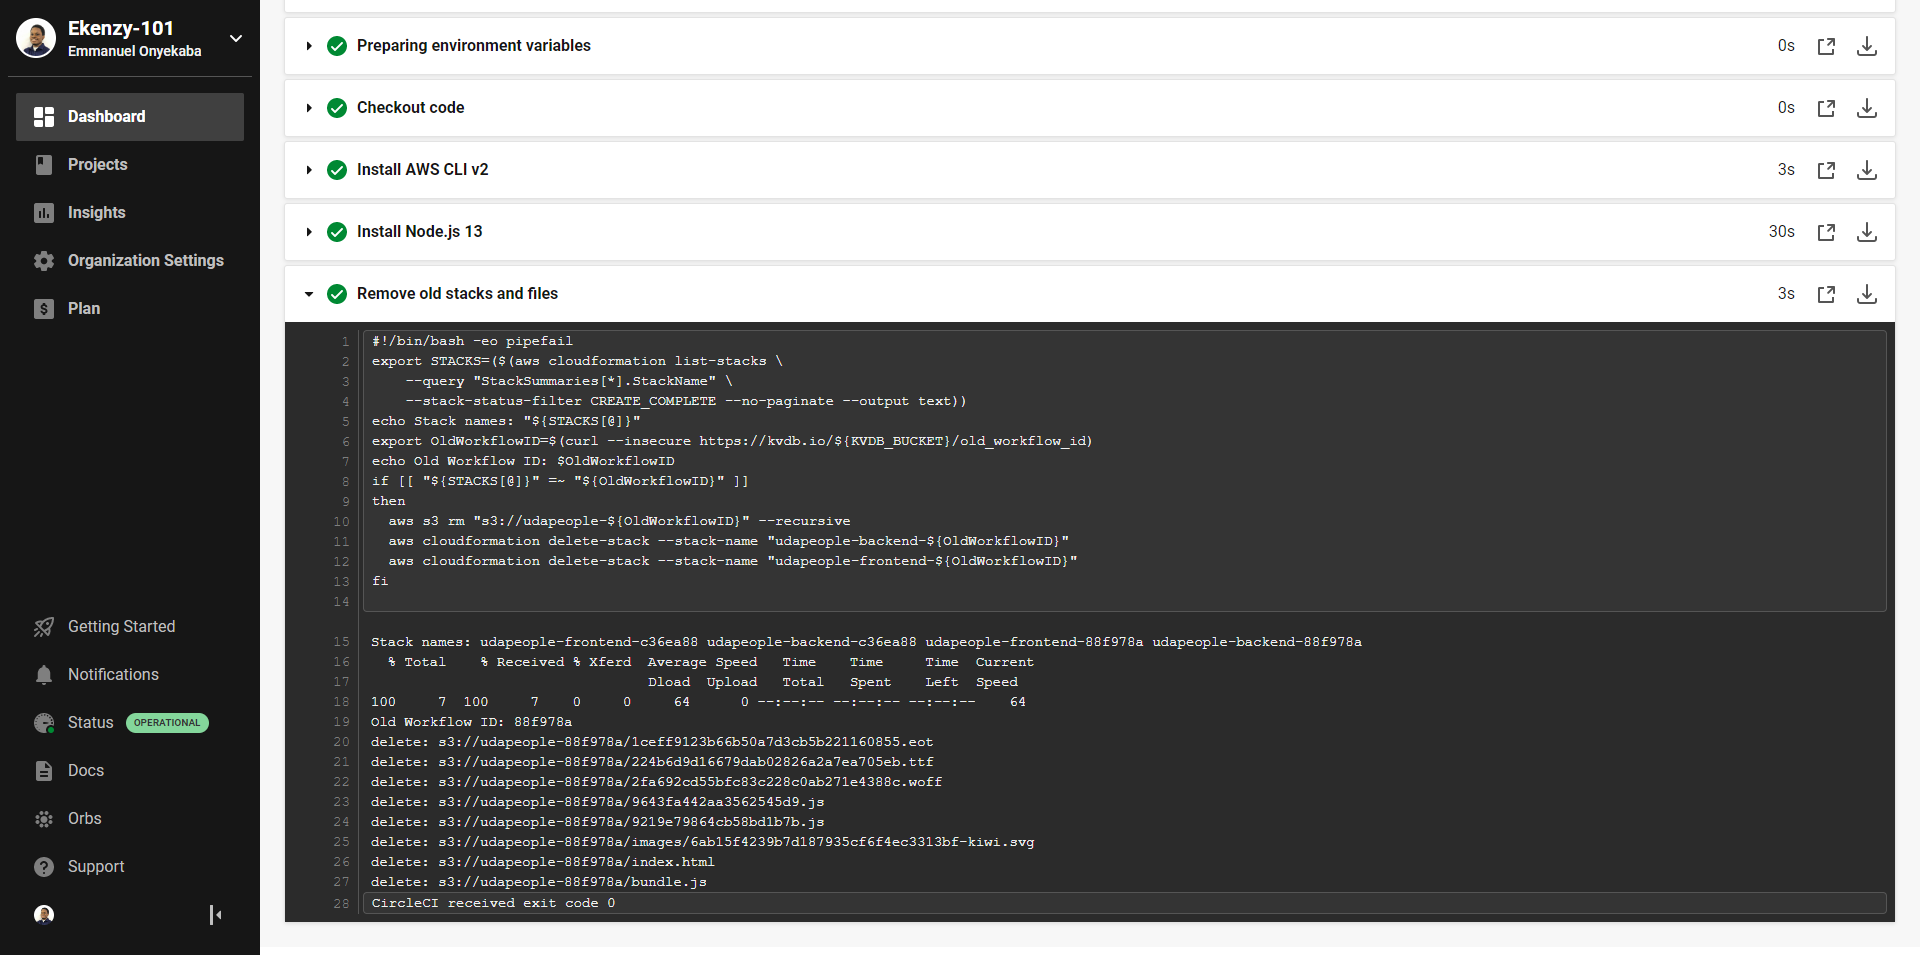 Ekenzy-101
Emmanuel Onyekaba
Dashboard
Projects
Insights
Organization Settings
Plan
Getting Started
Notifications
Status OPERATIONAL
Docs
Orbs
Support
Preparing environment variables 0s
Checkout code 0s
Install AWS CLI v2 3s
Install Node.js 13 30s
Remove old stacks and files 3s
1 #!/bin/bash -eo pipefail
2 export STACKS=($(aws cloudformation list-stacks \
3 --query "StackSummaries[*].StackName" \
4 --stack-status-filter CREATE_COMPLETE --no-paginate --output text))
5 echo Stack names: "${STACKS[@]}"
6 export OldWorkflowID=$(curl --insecure https://kvdb.io/${KVDB_BUCKET}/old_workflow_id)
7 echo Old Workflow ID: $OldWorkflowID
8 if [[ "${STACKS[@]}" =~ "${OldWorkflowID}" ]]
9 then
10 aws s3 rm "s3://udapeople-${OldWorkflowID}" --recursive
11 aws cloudformation delete-stack --stack-name "udapeople-backend-${OldWorkflowID}"
12 aws cloudformation delete-stack --stack-name "udapeople-frontend-${OldWorkflowID}"
13 fi
14
15 Stack names: udapeople-frontend-c36ea88 udapeople-backend-c36ea88 udapeople-frontend-88f978a udapeople-backend-88f978a
16 % Total % Received % Xferd Average Speed Time Time Time Current
17 Dload Upload Total Spent Left Speed
18 100 7 100 7 0 0 64 0 --:--:-- --:--:-- --:--:-- 64
19 Old Workflow ID: 88f978a
20 delete: s3://udapeople-88f978a/1ceff9123b66b50a7d3cb5b221160855.eot
21 delete: s3://udapeople-88f978a/224b6d9d16679dab02826a2a7ea705eb.ttf
22 delete: s3://udapeople-88f978a/2fa692cd55bfc83c228c0ab271e4388c.woff
23 delete: s3://udapeople-88f978a/9643fa442aa3562545d9.js
24 delete: s3://udapeople-88f978a/9219e79864cb58bd1b7b.js
25 delete: s3://udapeople-88f978a/images/6ab15f4239b7d187935cf6f4ec3313bf-kiwi.svg
26 delete: s3://udapeople-88f978a/index.html
27 delete: s3://udapeople-88f978a/bundle.js
28 CircleCI received exit code 0